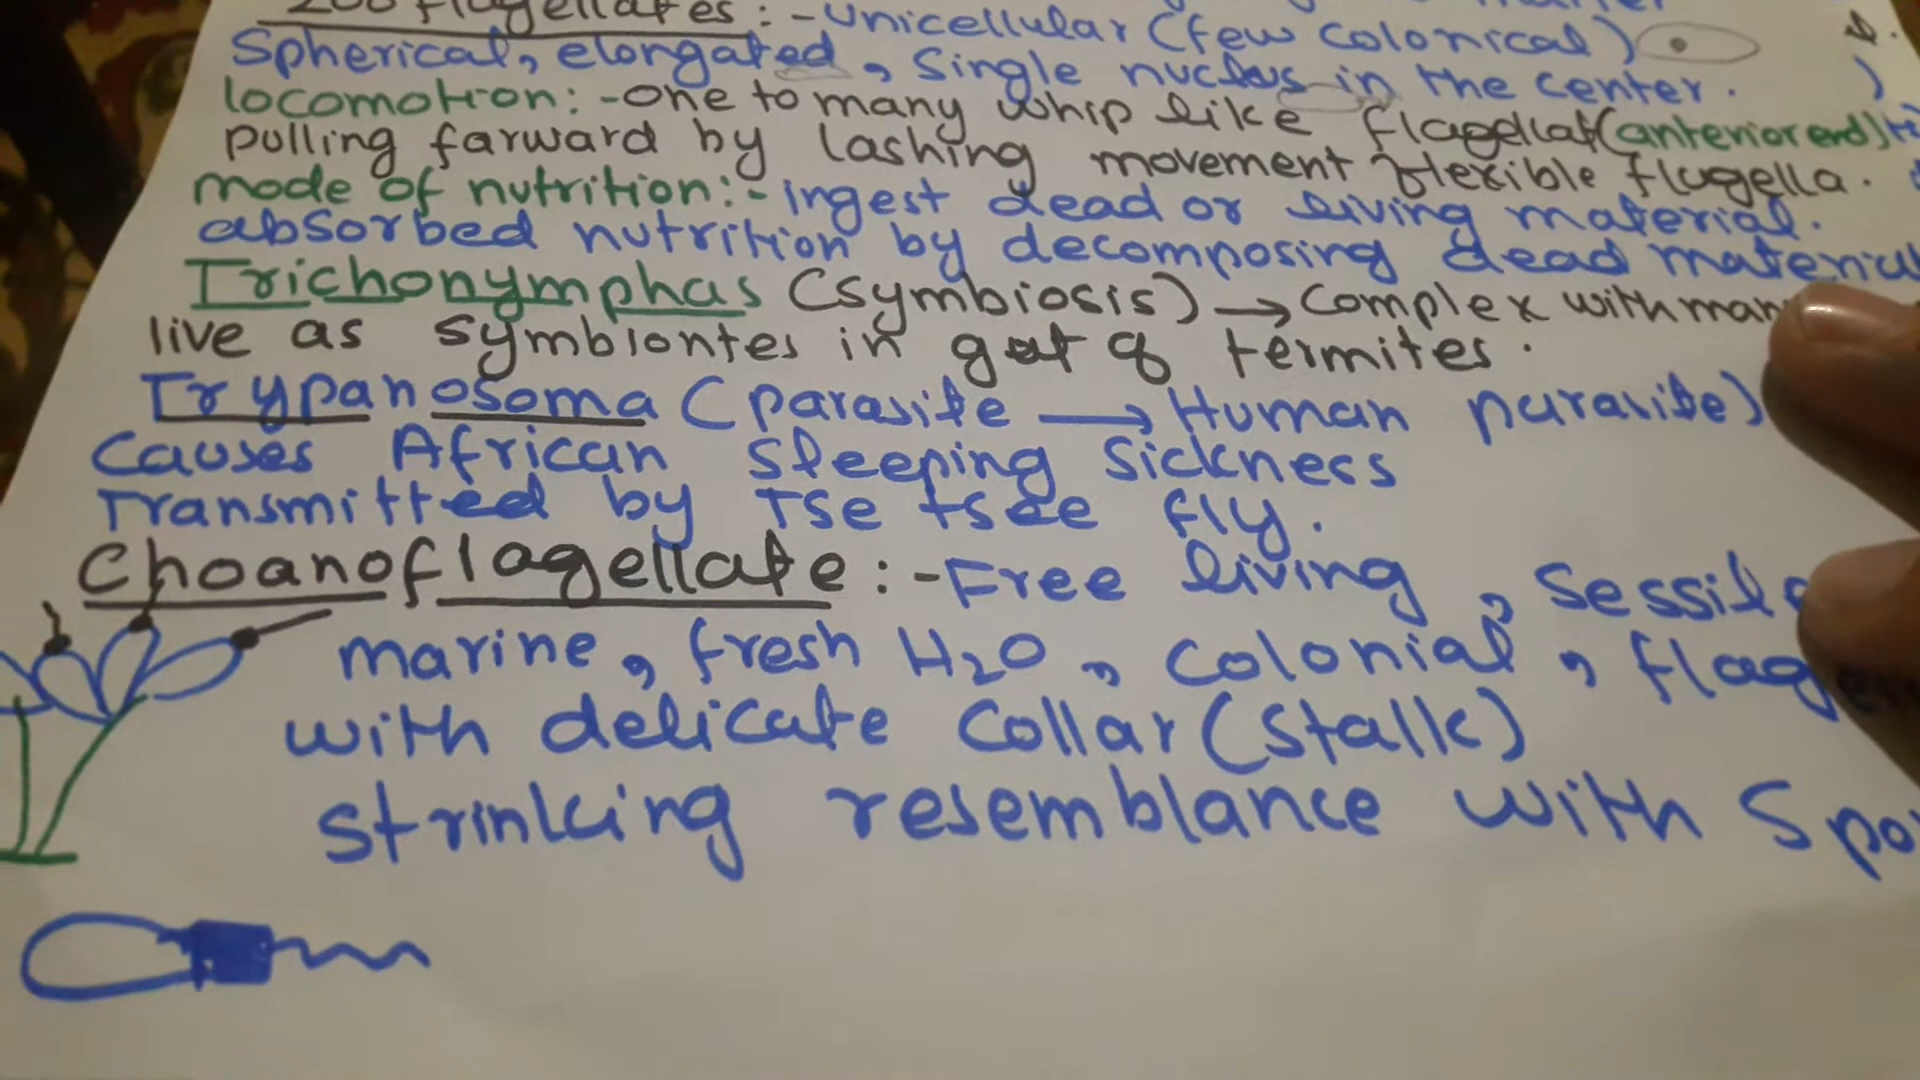 Zooflagellates :-Unicellular (few colonical)
Spherical, elongated, Single nucleus in the center.
locomotion: -one to many whip like flagella (anterior end)
pulling farward by lashing movement flexible flugella.
mode of nutrition:- ingest dead or living material.
absorbed nutrition by decomposing dead material
Trichonymphas (symbiosis) → Complex with
live as symbiontes in gut of termites.
Trypanosoma (parasite → Human parasite)
Causes African Sleeping Sickness
Transmitted by Tse tsee fly.
Choanoflagellate :-Free living, Sessile
marine, fresh H2O, colonial,
with delicate Collar (Stalk)
strinking resemblance with